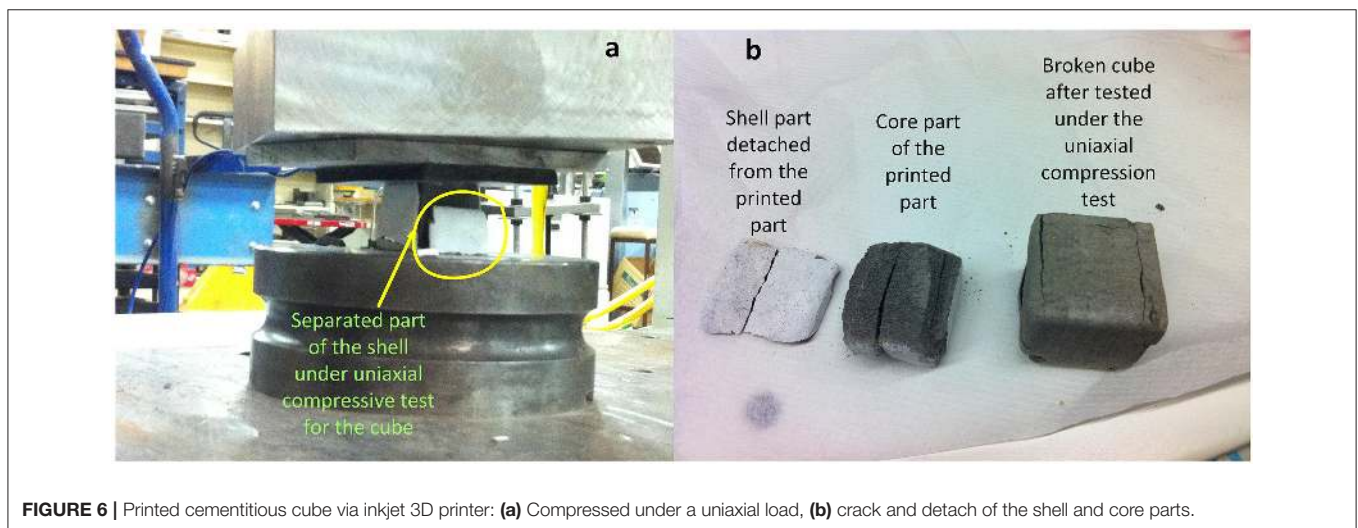 a
Separated part
of the shell
under uniaxial
compressive test
for the cube
b
Shell part
detached
from the
printed
part
Core part
of the
printed
part
Broken cube
after tested
under the
uniaxial
compression
test
FIGURE 6 | Printed cementitious cube via inkjet 3D printer: (a) Compressed under a uniaxial load, (b) crack and detach of the shell and core parts.